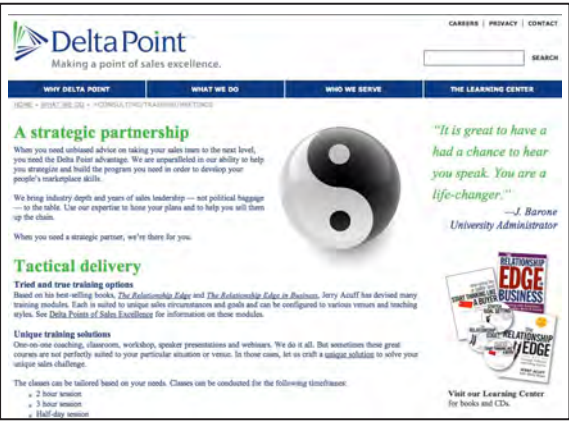 CAREERS | PRIVACY | CONTACT
Delta Point
Making a point of sales excellence.
SEARCH
WHY DELTA POINT
WHAT WE DO
WHO WE SERVE
THE LEARNING CENTER
HOME > WHAT WE DO > >CONSULTING/TRAINING/MEETINGS
A strategic partnership
When you need unbiased advice on taking your sales team to the next level,
you need the Delta Point advantage. We are unparalleled in our ability to help
you strategize and build the program you need in order to develop your
people's marketplace skills.
We bring industry depth and years of sales leadership — not political baggage
— to the table. Use our expertise to hone your plans and to help you sell them
up the chain.
When you need a strategic partner, we're there for you.
"It is great to have a
had a chance to hear
you speak. You are a
life-changer."
—J. Barone
University Administrator
Tactical delivery
Tried and true training options
Based on his best-selling books, The Relationship Edge and The Relationship Edge in Business, Jerry Acuff has devised many
training modules. Each is suited to unique sales circumstances and goals and can be configured to various venues and teaching
styles. See Delta Points of Sales Excellence for information on these modules.
Unique training solutions
One-on-one coaching, classroom, workshop, speaker presentations and webinars. We do it all. But sometimes these great
courses are not perfectly suited to your particular situation or venue. In those cases, let us craft a unique solution to solve your
unique sales challenge.
The classes can be tailored based on your needs. Classes can be conducted for the following timeframes:
2 hour session
3 hour session
Half-day session
RELATIONSHIP
EDGE
BUSINESS
RELATIONSHIP
EDGE
Visit our Learning Center
for books and CDs.